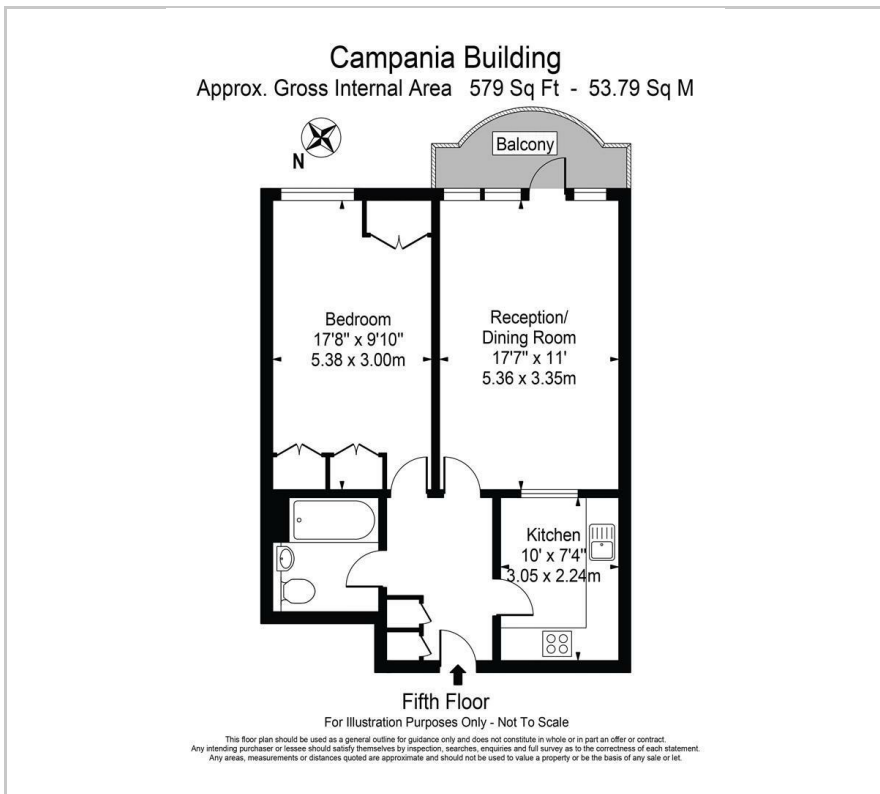 Campania Building
Approx. Gross Internal Area 579 Sq Ft - 53.79 Sq M
N
Balcony
Bedroom
17'8" x 9'10"
5.38 x 3.00m
Reception/
Dining Room
17'7" x 11'
5.36 x 3.35m
Kitchen
10' x 7'4"
3.05 x 2.24m
Fifth Floor
For Illustration Purposes Only - Not To Scale
This floor plan should be used as a general outline for guidance only and does not constitute in whole or in part an offer or contract.
Any intending purchaser or lessee should satisfy themselves by inspection, searches, enquiries and full survey as to the correctness of each statement.
Any areas, measurements or distances quoted are approximate and should not be used to value a property or be the basis of any sale or let.